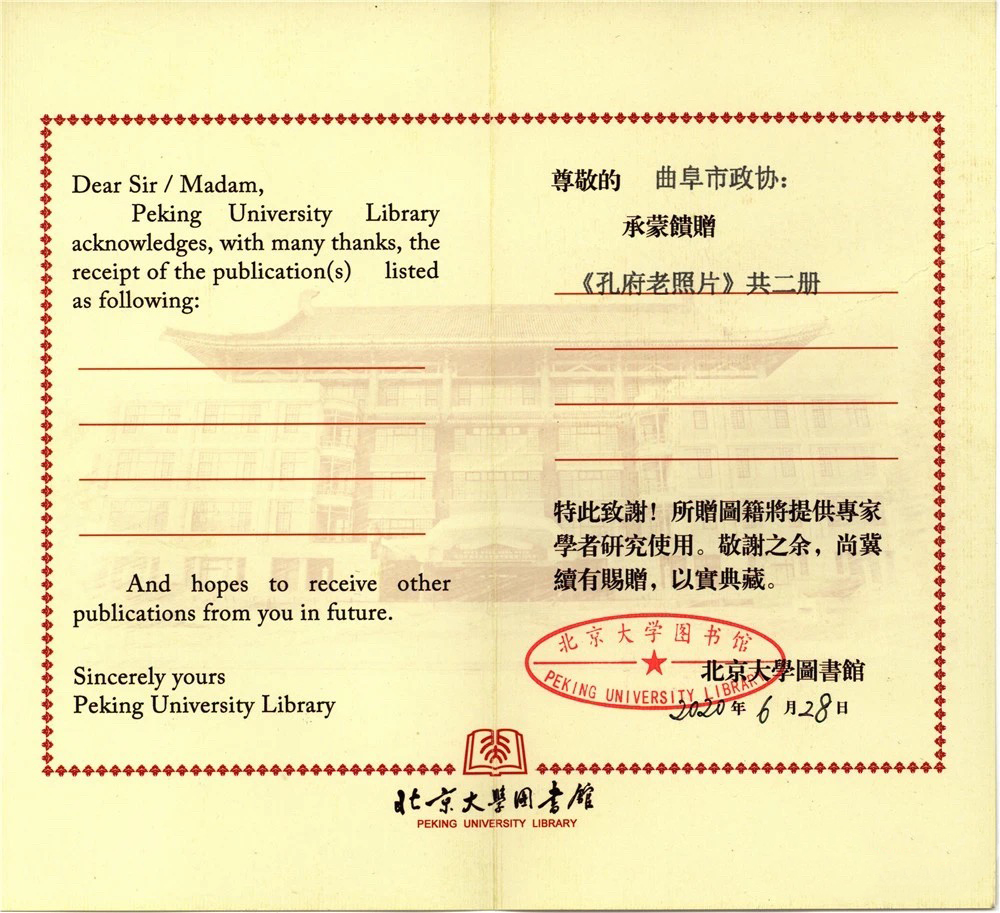 Dear Sir / Madam,
Peking University Library
acknowledges, with many thanks, the
receipt of the publication(s) listed
as following:
And hopes to receive other
publications from you in future.
Sincerely yours
Peking University Library
尊敬的 曲阜市政协：
承蒙饋贈
《孔府老照片》共二册
特此致謝！所贈圖籍將提供專家
學者研究使用。敬謝之余，尚冀
續有賜贈，以實典藏。
北京大学图书馆
PEKING UNIVERSITY LIBRARY
北京大學圖書館
2020年6月28日
北京大學图書館
PEKING UNIVERSITY LIBRARY